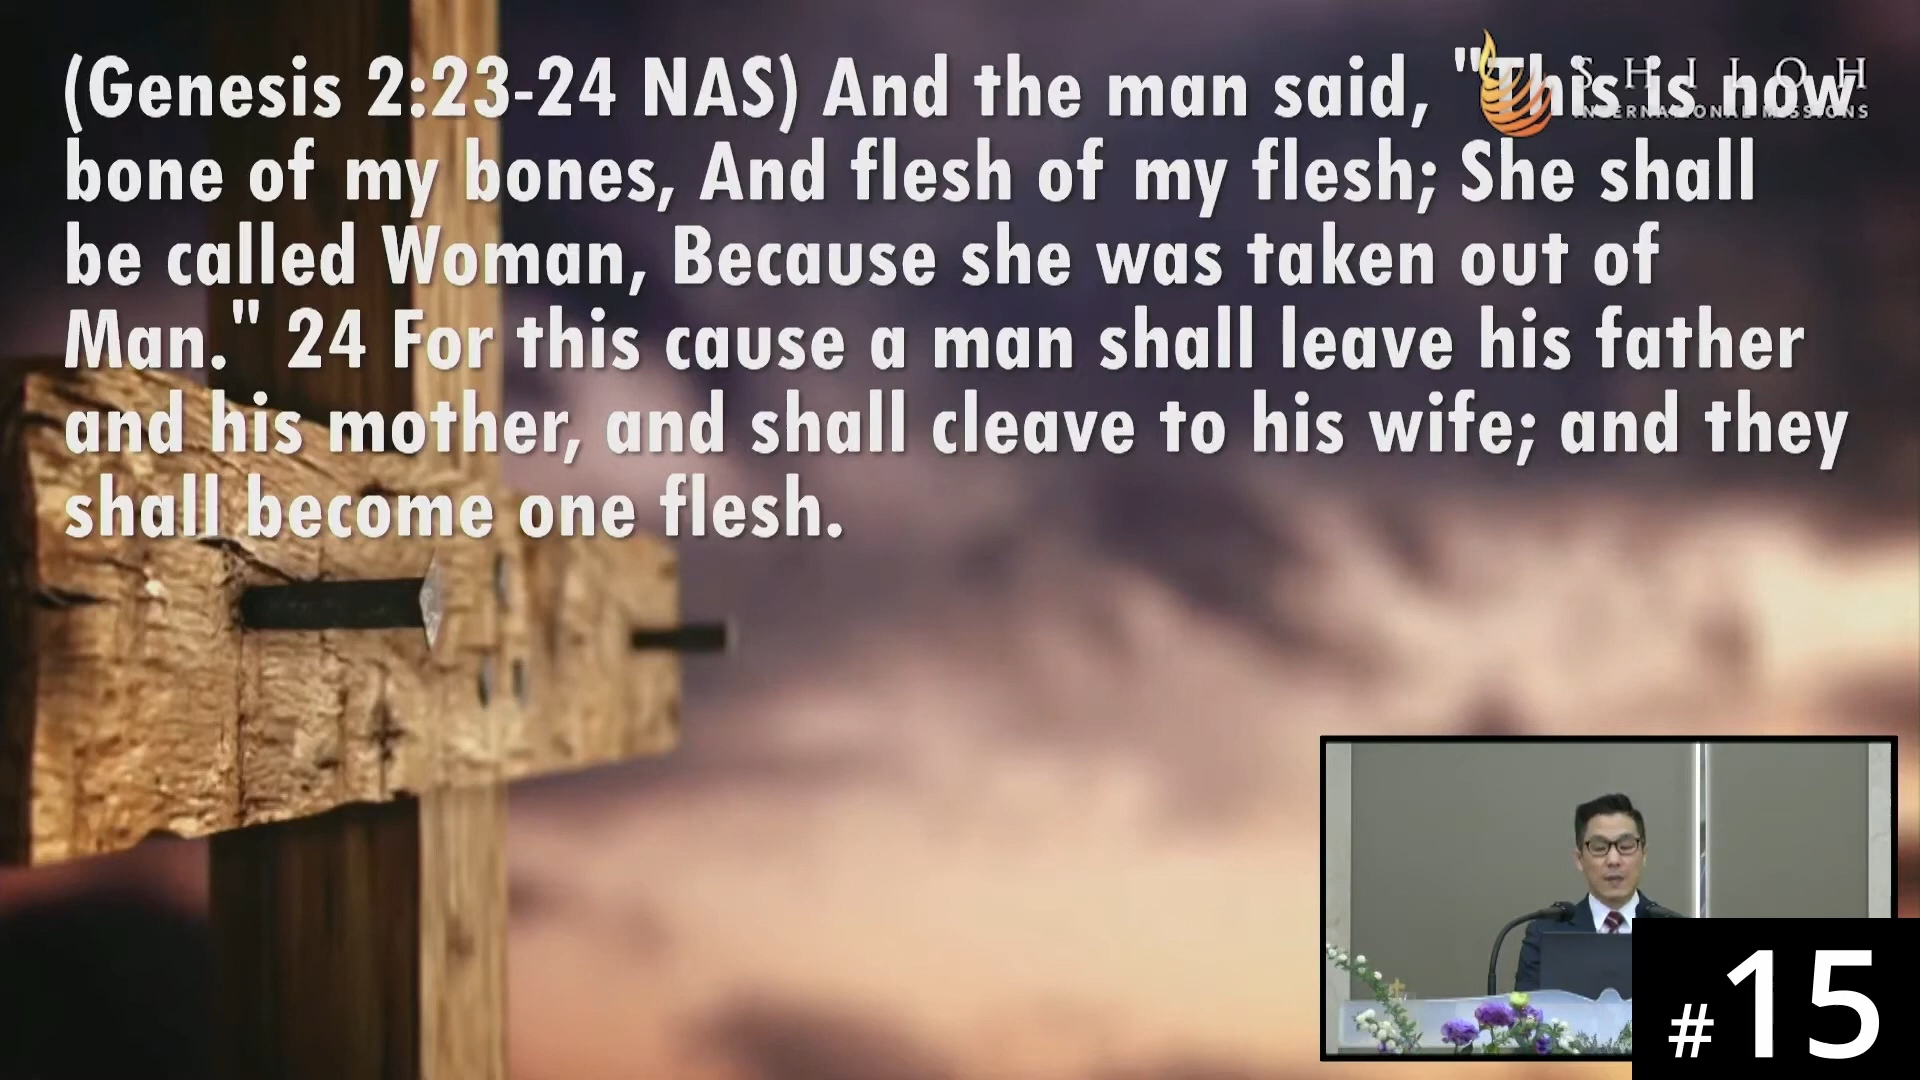 (Genesis 2:23-24 NAS) And the man said, "This is now
bone of my bones, And flesh of my flesh; She shall
be called Woman, Because she was taken out of
Man." 24 For this cause a man shall leave his father
and his mother, and shall cleave to his wife; and they
shall become one flesh.
SHILOH
INTERNATIONAL MISSIONS
#15